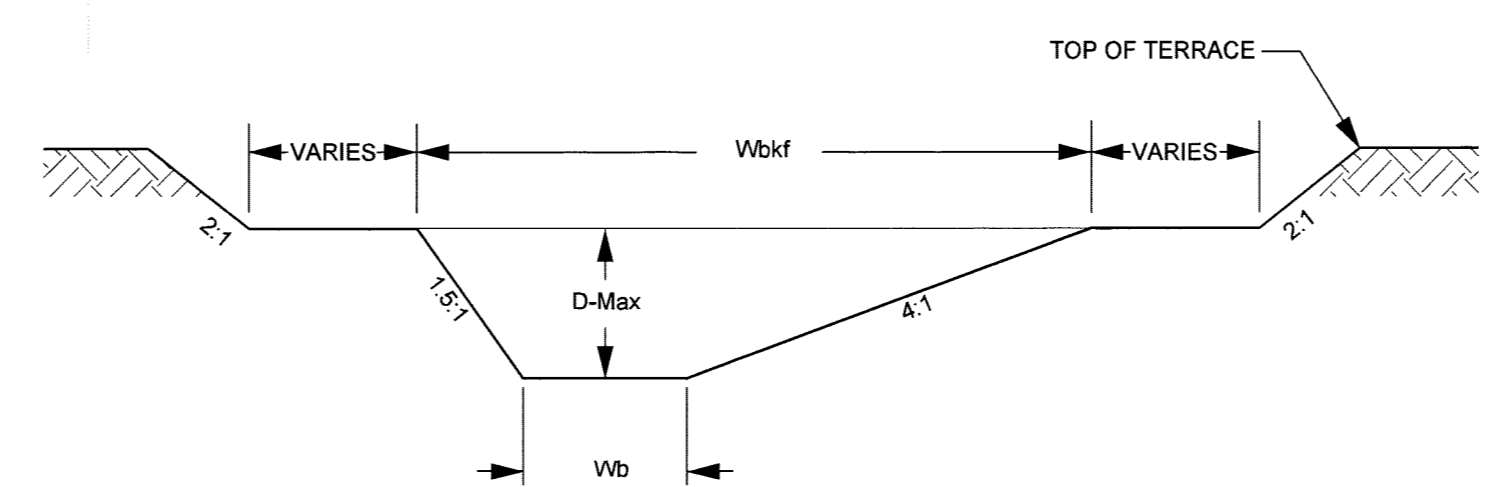 TOP OF TERRACE
VARIES
Wbkf
VARIES
2:1
2:1
1.5:1
D-Max
4:1
Wb